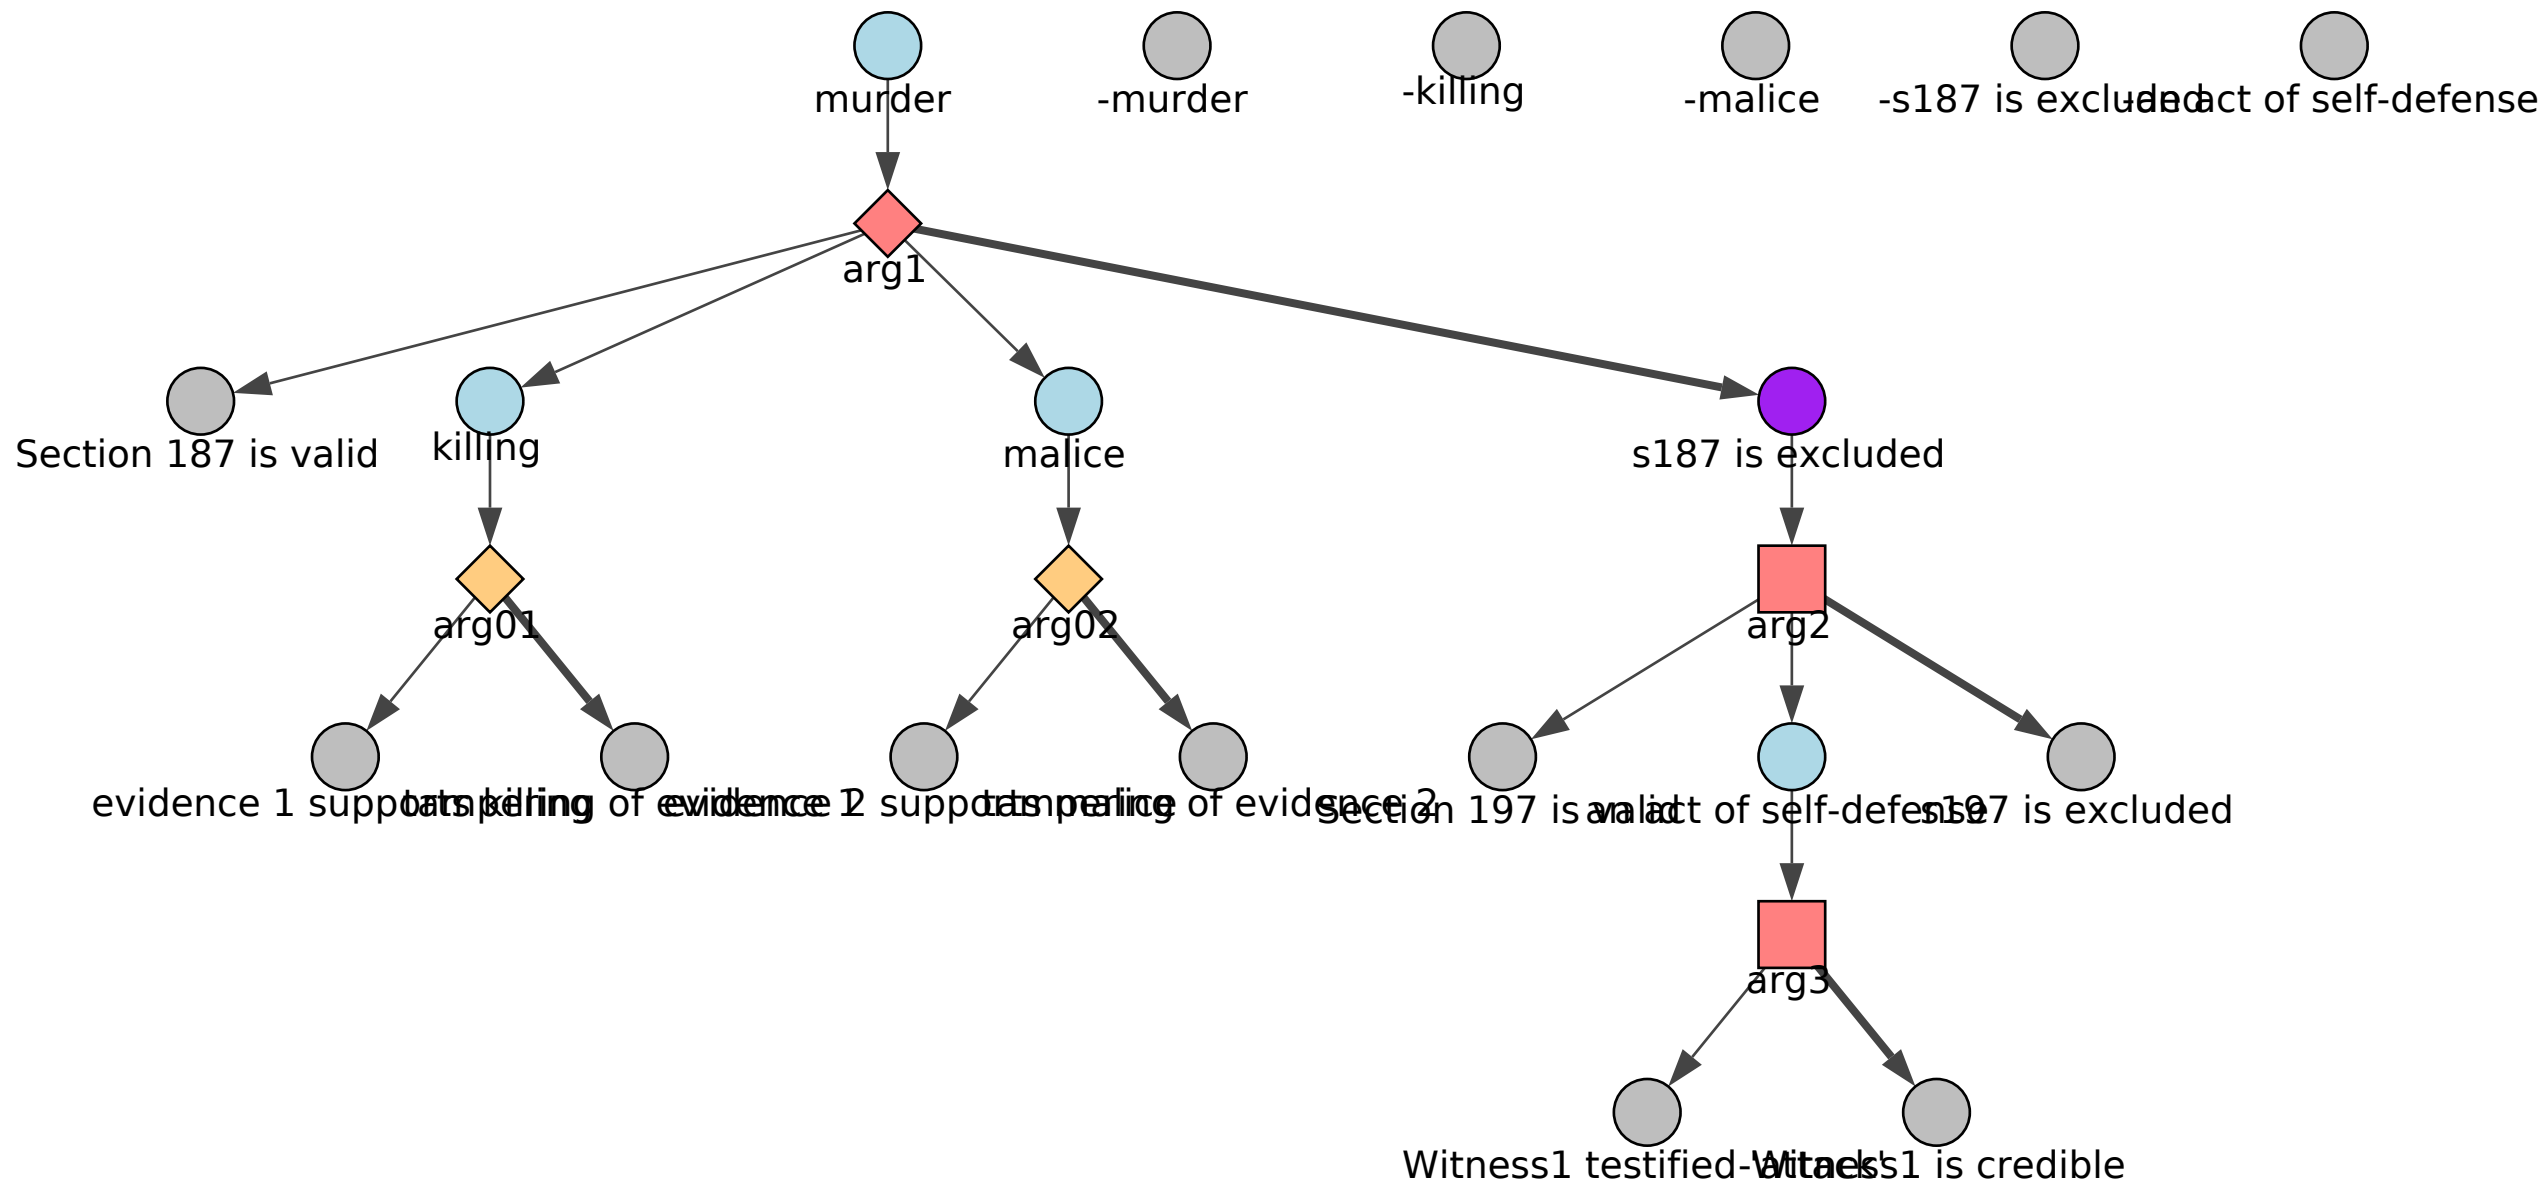 murder
-murder
-killing
-malice
-s187 is excluded
-an act of self-defense
arg1
Section 187 is valid
killing
malice
s187 is excluded
arg01
arg02
arg2
evidence 1 supports killing
tampering of evidence 1
evidence 2 supports malice
tampering of evidence 2
Section 197 is valid
an act of self-defense
s197 is excluded
arg3
Witness1 testified-'attack'
Witness1 is credible